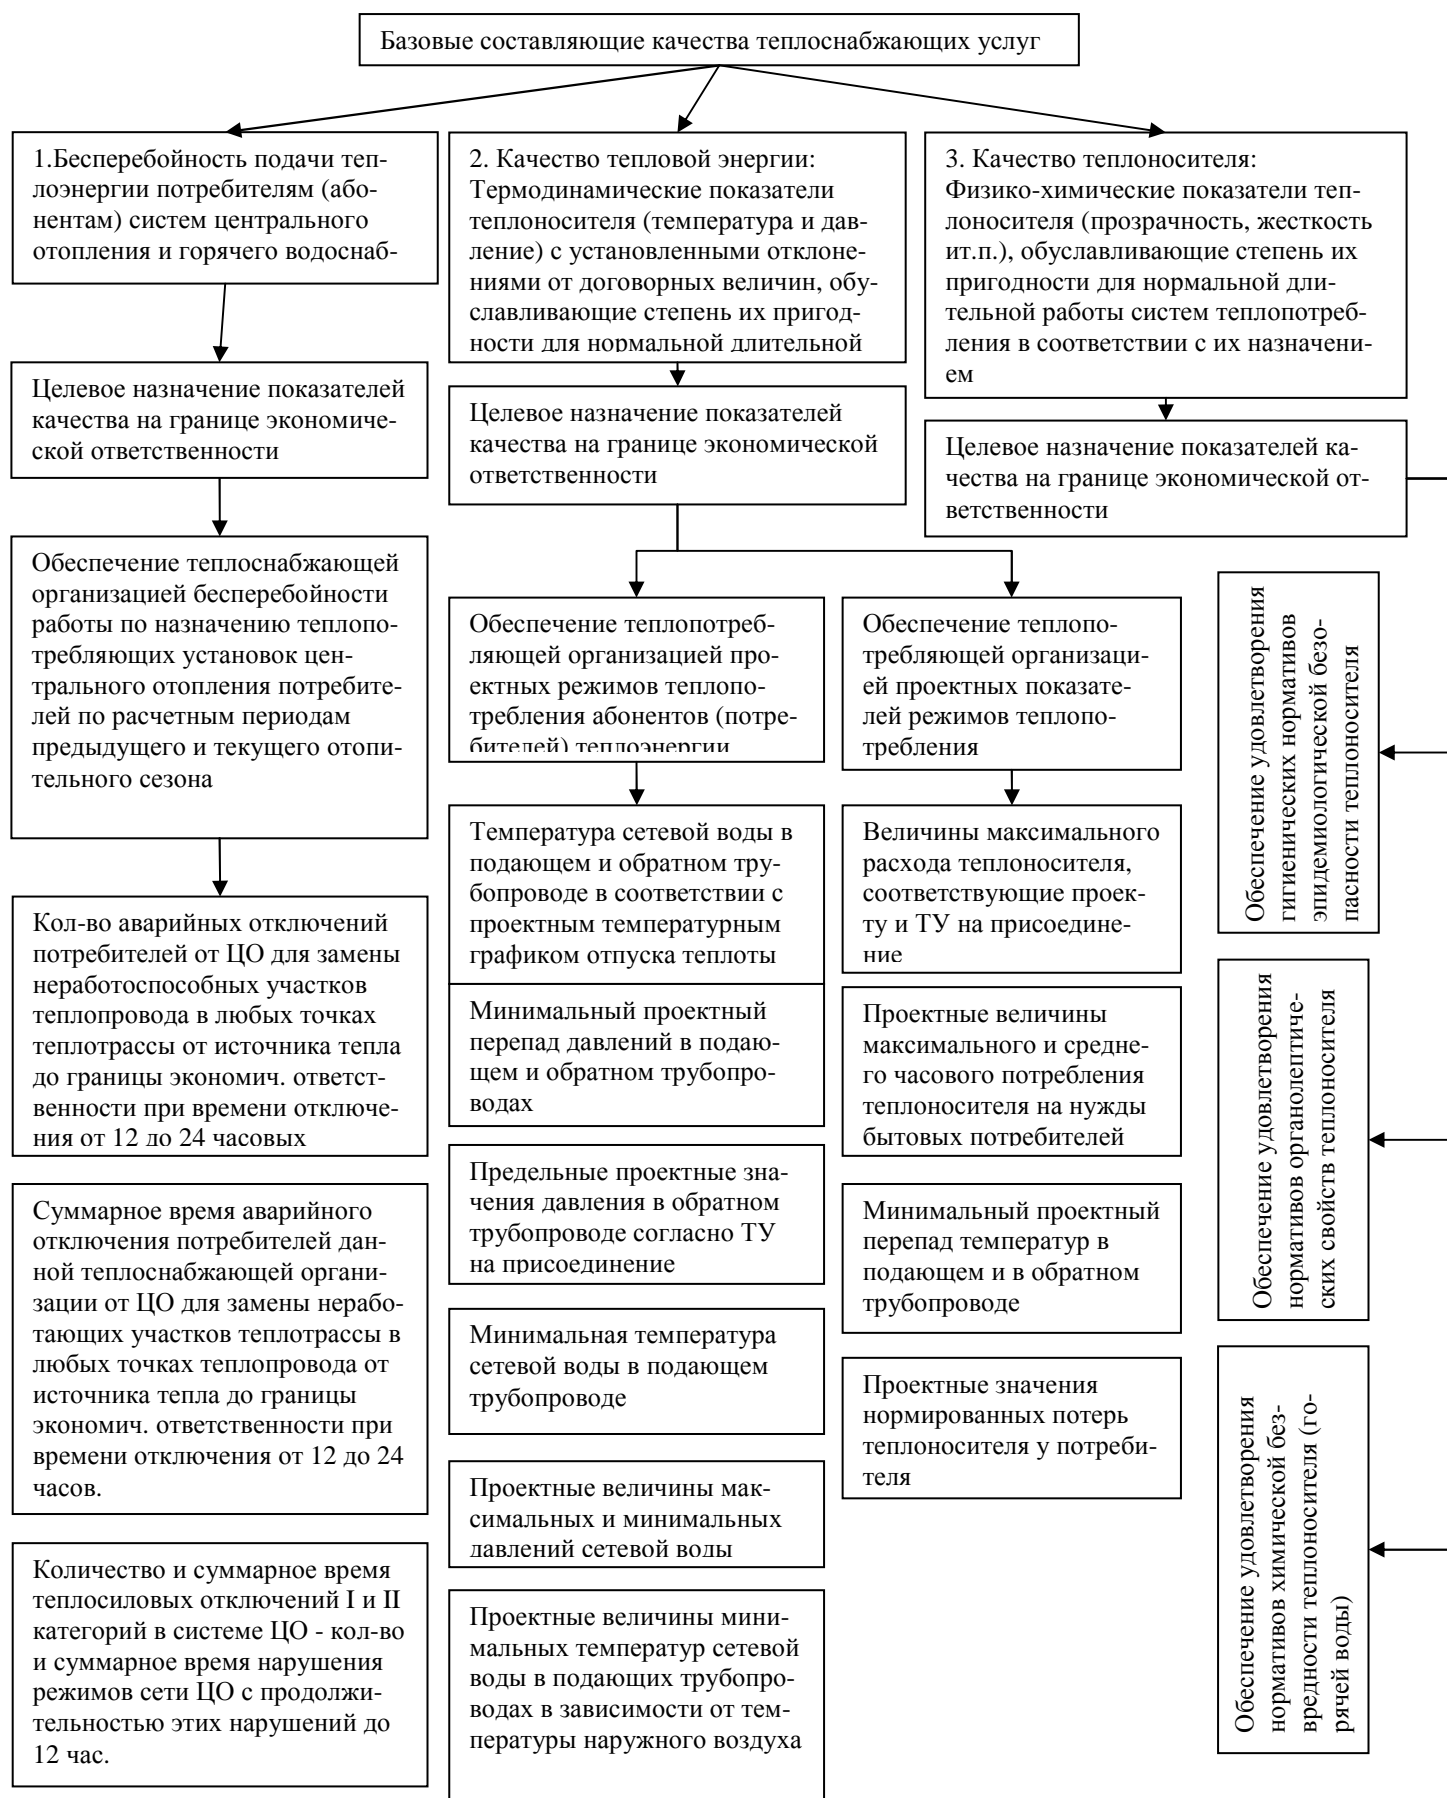 Базовые составляющие качества теплоснабжающих услуг
1.Бесперебойность подачи теп-
лоэнергии потребителям (або-
нентам) систем центрального
отопления и горячего водоснаб-
2. Качество тепловой энергии:
Термодинамические показатели
теплоносителя (температура и дав-
ление) с установленными отклоне-
ниями от договорных величин, обу-
славливающие степень их пригод-
ности для нормальной длительной
3. Качество теплоносителя:
Физико-химические показатели теп-
лоносителя (прозрачность, жесткость
ит.п.), обуславливающие степень их
пригодности для нормальной дли-
тельной работы систем теплопотреб-
ления в соответствии с их назначени-
ем
Целевое назначение показателей
качества на границе экономиче-
ской ответственности
Целевое назначение показателей
качества на границе экономической
ответственности
Целевое назначение показателей ка-
чества на границе экономической от-
ветственности
Обеспечение теплоснабжающей
организацией бесперебойности
работы по назначению теплопо-
требляющих установок цен-
трального отопления потребите-
лей по расчетным периодам
предыдущего и текущего отопи-
тельного сезона
Обеспечение теплопотреб-
ляющей организацией про-
ектных режимов теплопо-
требления абонентов (потре-
бителей) теплоэнергии
Обеспечение теплопо-
требляющей организаци-
ей проектных показате-
лей режимов теплопо-
требления
Обеспечение удовлетворения
гигиенических нормативов
эпидемиологической безо-
пасности теплоносителя
Кол-во аварийных отключений
потребителей от ЦО для замены
неработоспособных участков
теплопровода в любых точках
теплотрассы от источника тепла
до границы экономич. ответст-
венности при времени отключе-
ния от 12 до 24 часовых
Температура сетевой воды в
подающем и обратном тру-
бопроводе в соответствии с
проектным температурным
графиком отпуска теплоты
Величины максимального
расхода теплоносителя,
соответствующие проек-
ту и ТУ на присоедине-
ние
Минимальный проектный
перепад давлений в подаю-
щем и обратном трубопро-
водах
Проектные величины
максимального и средне-
го часового потребления
теплоносителя на нужды
бытовых потребителей
Обеспечение удовлетворения
нормативов органолептиче-
ских свойств теплоносителя
Суммарное время аварийного
отключения потребителей дан-
ной теплоснабжающей органи-
зации от ЦО для замены нерабо-
тающих участков теплотрассы в
любых точках теплопровода от
источника тепла до границы
экономич. ответственности при
времени отключения от 12 до 24
часов.
Предельные проектные зна-
чения давления в обратном
трубопроводе согласно ТУ
на присоединение
Минимальный проектный
перепад температур в
подающем и в обратном
трубопроводе
Минимальная температура
сетевой воды в подающем
трубопроводе
Проектные значения
нормированных потерь
теплоносителя у потреби-
теля
Обеспечение удовлетворения
нормативов химической без-
вредности теплоносителя (го-
рячей воды)
Проектные величины мак-
симальных и минимальных
давлений сетевой воды
Количество и суммарное время
теплосиловых отключений I и II
категорий в системе ЦО - кол-во
и суммарное время нарушения
режимов сети ЦО с продолжи-
тельностью этих нарушений до
12 час.
Проектные величины мини-
мальных температур сетевой
воды в подающих трубопро-
водах в зависимости от тем-
пературы наружного воздуха